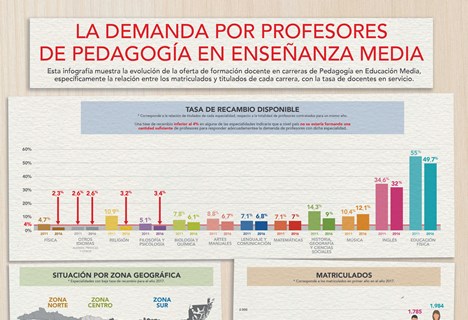 LA DEMANDA POR PROFESORES
DE PEDAGOGÍA EN ENSEÑANZA MEDIA
Esta infografía muestra la evolución de la oferta de formación docente en carreras de Pedagogía en Educación Media,
específicamente la relación entre los matriculados y titulados de cada carrera, con la tasa de docentes en servicio.
TASA DE RECAMBIO DISPONIBLE
60%
50%
40%
30%
20%
10%
4%
0%
4.7% 2.3% 2.6% 2.6% 10.9% 3.2% 5.1% 3.4% 7.8% 6.1% 6.8% 6.7% 7.1% 6.8% 7.1% 7% 14.3% 9% 10.4% 12.1% 34.6% 32% 55% 49.7%
FÍSICA
OTROS
IDIOMAS
RELIGIÓN
FILOSOFÍA Y
PSICOLOGÍA
BIOLOGÍA Y
QUÍMICA
ARTES
MANUALES
LENGUAJE Y
COMUNICACIÓN
MATEMÁTICAS
HISTORIA,
GEOGRAFÍA Y
CIENCIAS
SOCIALES
MÚSICA
INGLÉS
EDUCACIÓN
FÍSICA
SITUACIÓN POR ZONA GEOGRÁFICA
ZONA
NORTE
ZONA
CENTRO
ZONA
SUR
MATRICULADOS
1.785
1.984